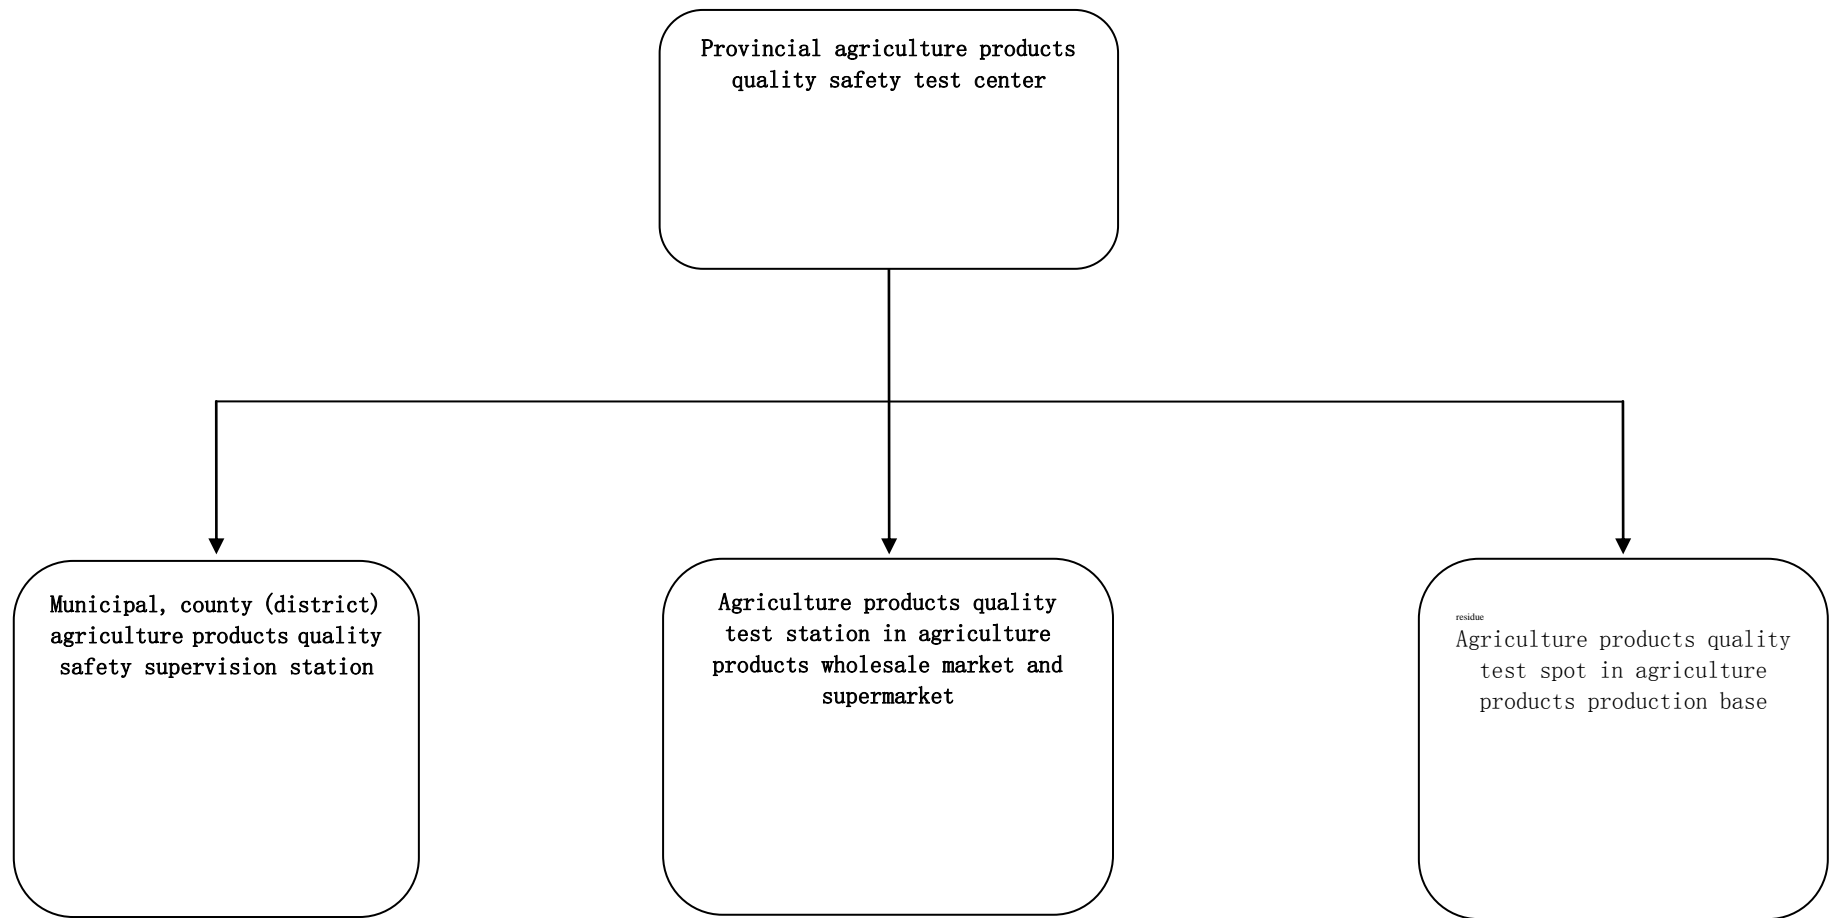 Provincial agriculture products
quality safety test center
Municipal, county (district)
agriculture products quality
safety supervision station
Agriculture products quality
test station in agriculture
products wholesale market and
supermarket
residue
Agriculture products quality
test spot in agriculture
products production base